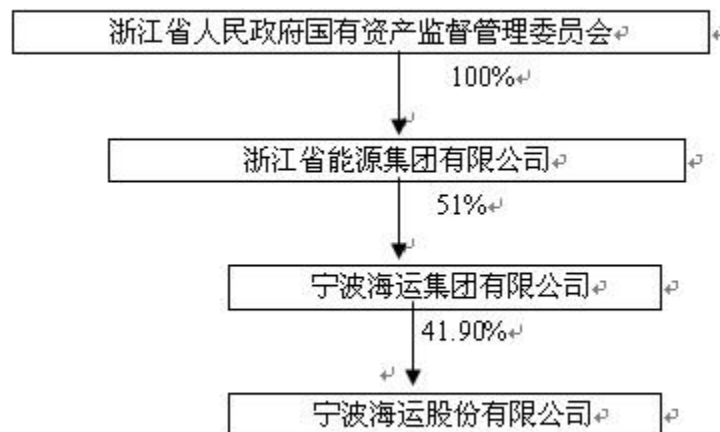 浙江省人民政府国有资产监督管理委员会
100%
浙江省能源集团有限公司
51%
宁波海运集团有限公司
41.90%
宁波海运股份有限公司